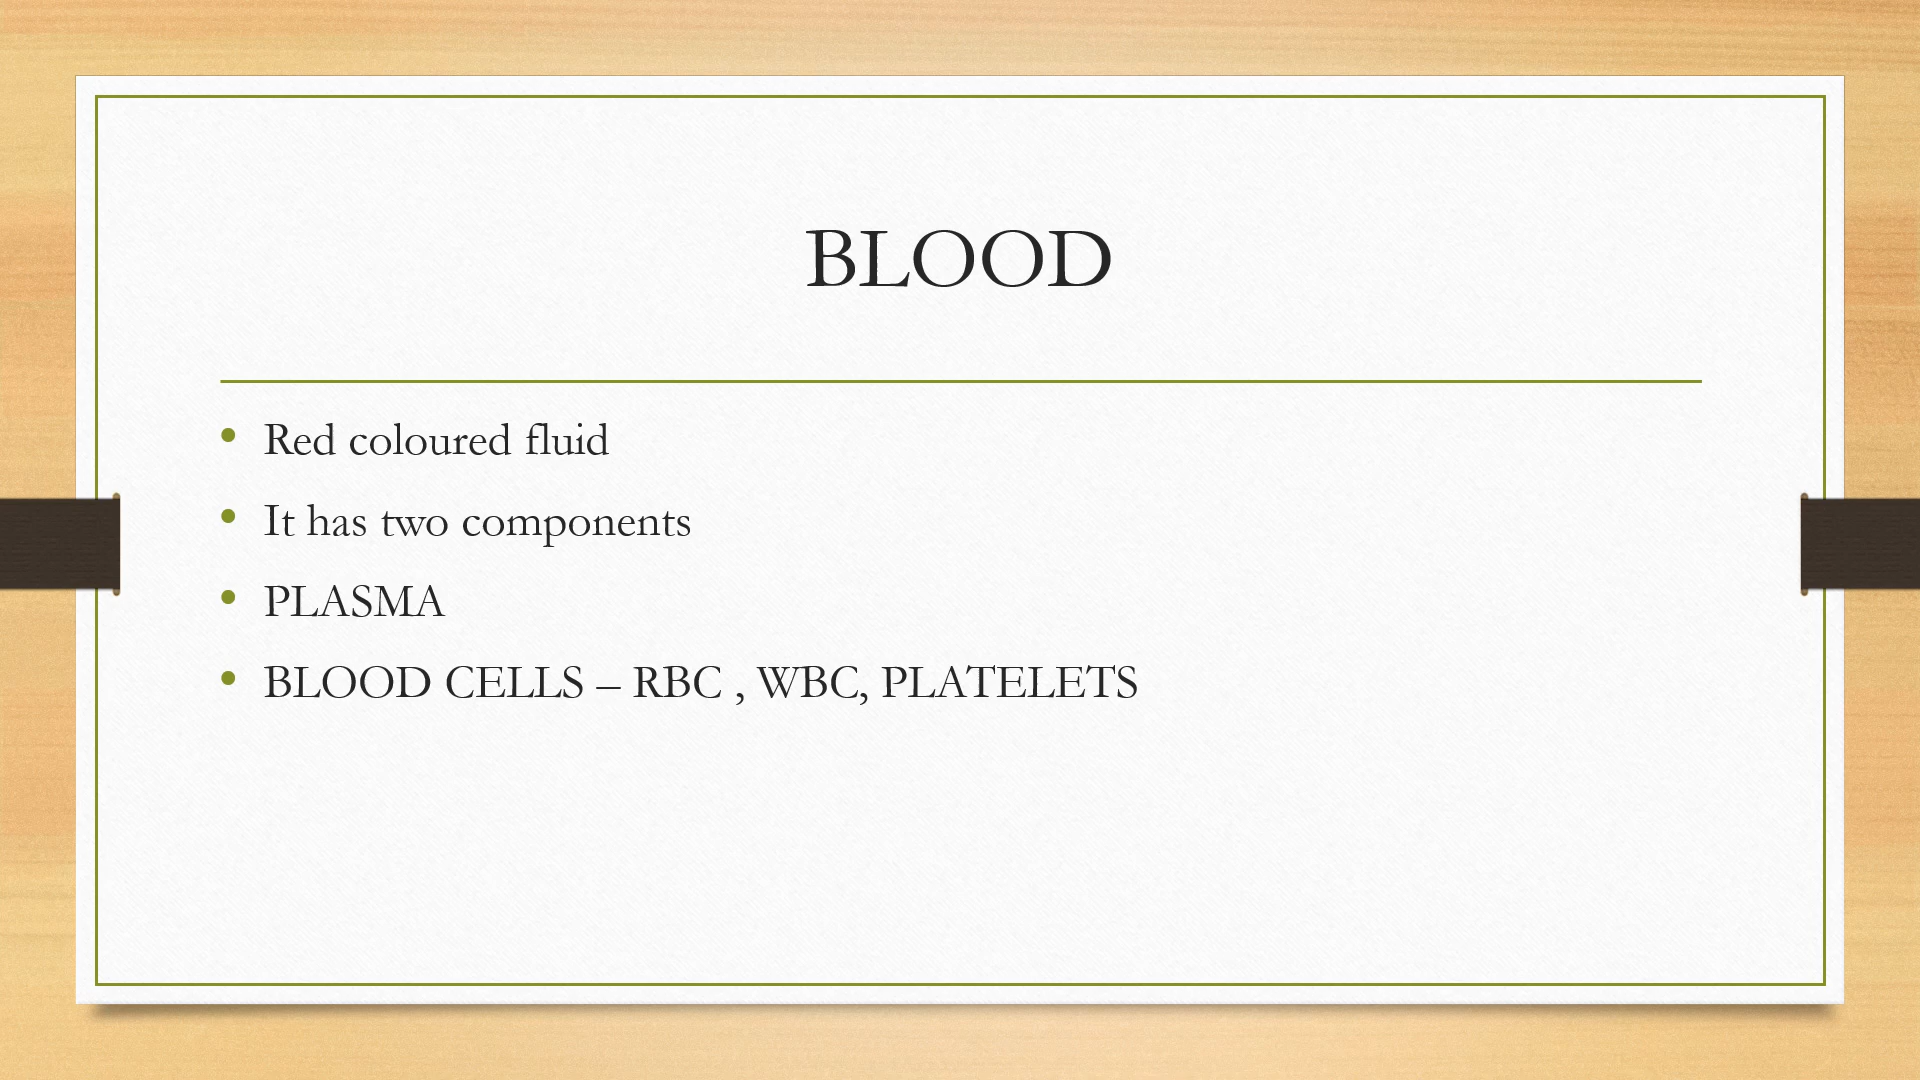 BLOOD
• Red coloured fluid
• It has two components
• PLASMA
• BLOOD CELLS – RBC , WBC, PLATELETS